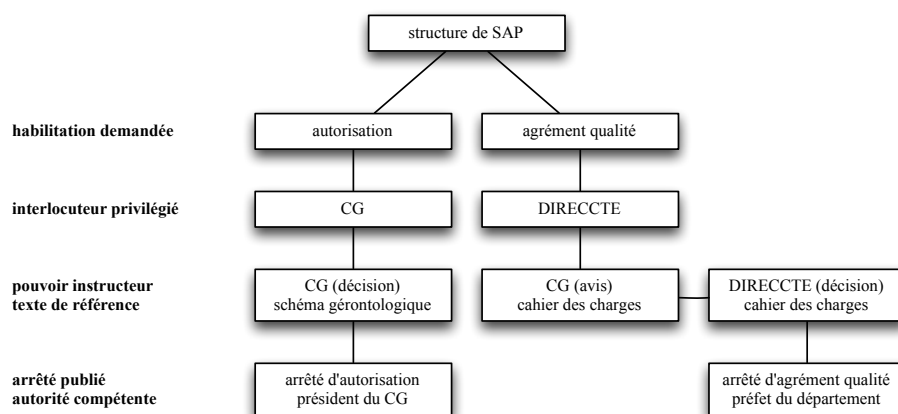 structure de SAP
habilitation demandée
autorisation
agrément qualité
interlocuteur privilégié
CG
DIRECCTE
pouvoir instructeur
texte de référence
CG (décision)
schéma gérontologique
CG (avis)
cahier des charges
DIRECCTE (décision)
cahier des charges
arrêté publié
autorité compétente
arrêté d'autorisation
président du CG
arrêté d'agrément qualité
préfet du département